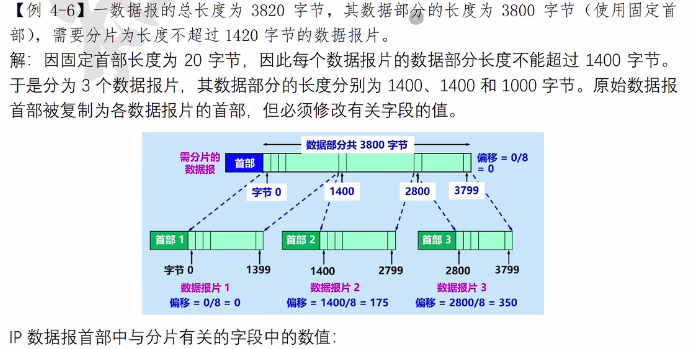 【例 4-6】一数据报的总长度为 3820 字节，其数据部分的长度为 3800 字节（使用固定首
部），需要分片为长度不超过 1420 字节的数据报片。
解：因固定首部长度为 20 字节，因此每个数据报片的数据部分长度不能超过 1400 字节。
于是分为 3 个数据报片，其数据部分的长度分别为 1400、1400 和 1000 字节。原始数据报
首部被复制为各数据报片的首部，但必须修改有关字段的值。
数据部分共 3800 字节
需分片的
数据报
首部
偏移 = 0/8
= 0
字节 0
1400
2800
3799
首部 1
首部 2
首部 3
字节 0
1399
1400
2799
2800
3799
数据报片 1
数据报片 2
数据报片 3
偏移 = 0/8 = 0
偏移 = 1400/8 = 175
偏移 = 2800/8 = 350
IP 数据报首部中与分片有关的字段中的数值：